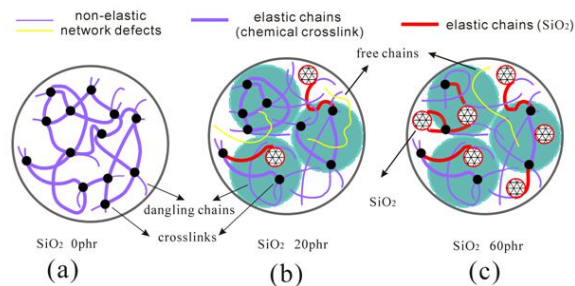 non-elastic
network defects
elastic chains
(chemical crosslink)
elastic chains (SiO₂)
free chains
SiO₂
dangling chains
crosslinks
SiO₂ 0phr
SiO₂ 20phr
SiO₂ 60phr
(a)
(b)
(c)